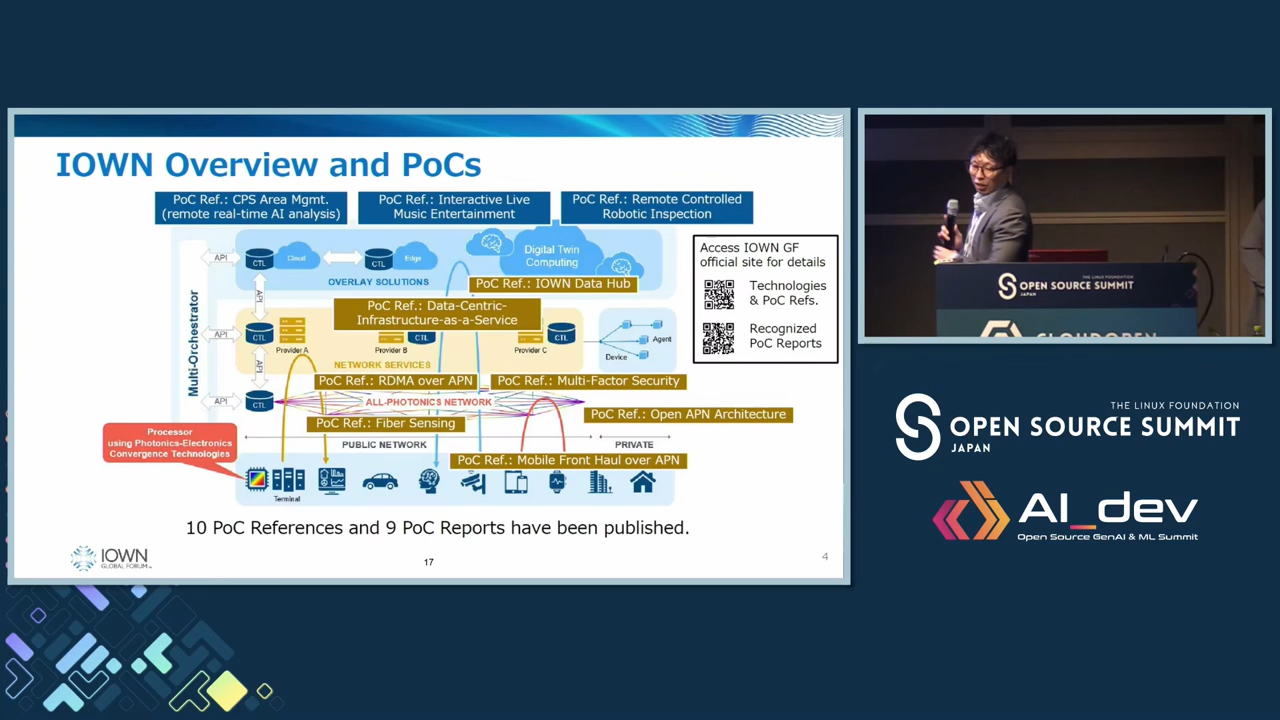 IOWN Overview and PoCs
PoC Ref.: CPS Area Mgmt.
(remote real-time AI analysis)
PoC Ref.: Interactive Live
Music Entertainment
PoC Ref.: Remote Controlled
Robotic Inspection
Multi-Orchestrator
API
CTL
Cloud
CTL
Edge
Digital Twin
Computing
OVERLAY SOLUTIONS
PoC Ref.: IOWN Data Hub
API
PoC Ref.: Data-Centric-
Infrastructure-as-a-Service
API
CTL
Provider A
CTL
Provider B
CTL
Provider C
Agent
Device
NETWORK SERVICES
API
PoC Ref.: RDMA over APN
PoC Ref.: Multi-Factor Security
API
CTL
ALL-PHOTONICS NETWORK
PoC Ref.: Open APN Architecture
PoC Ref.: Fiber Sensing
PUBLIC NETWORK
PRIVATE
Processor
using Photonics-Electronics
Convergence Technologies
PoC Ref.: Mobile Front Haul over APN
Terminal
Access IOWN GF
official site for details
Technologies
& PoC Refs.
Recognized
PoC Reports
10 PoC References and 9 PoC Reports have been published.
IOWN
GLOBAL FORUM
17
4
THE LINUX FOUNDATION
OPEN SOURCE SUMMIT
JAPAN
CLOUDOPEN
THE LINUX FOUNDATION
OPEN SOURCE SUMMIT
JAPAN
AI_dev
Open Source GenAI & ML Summit